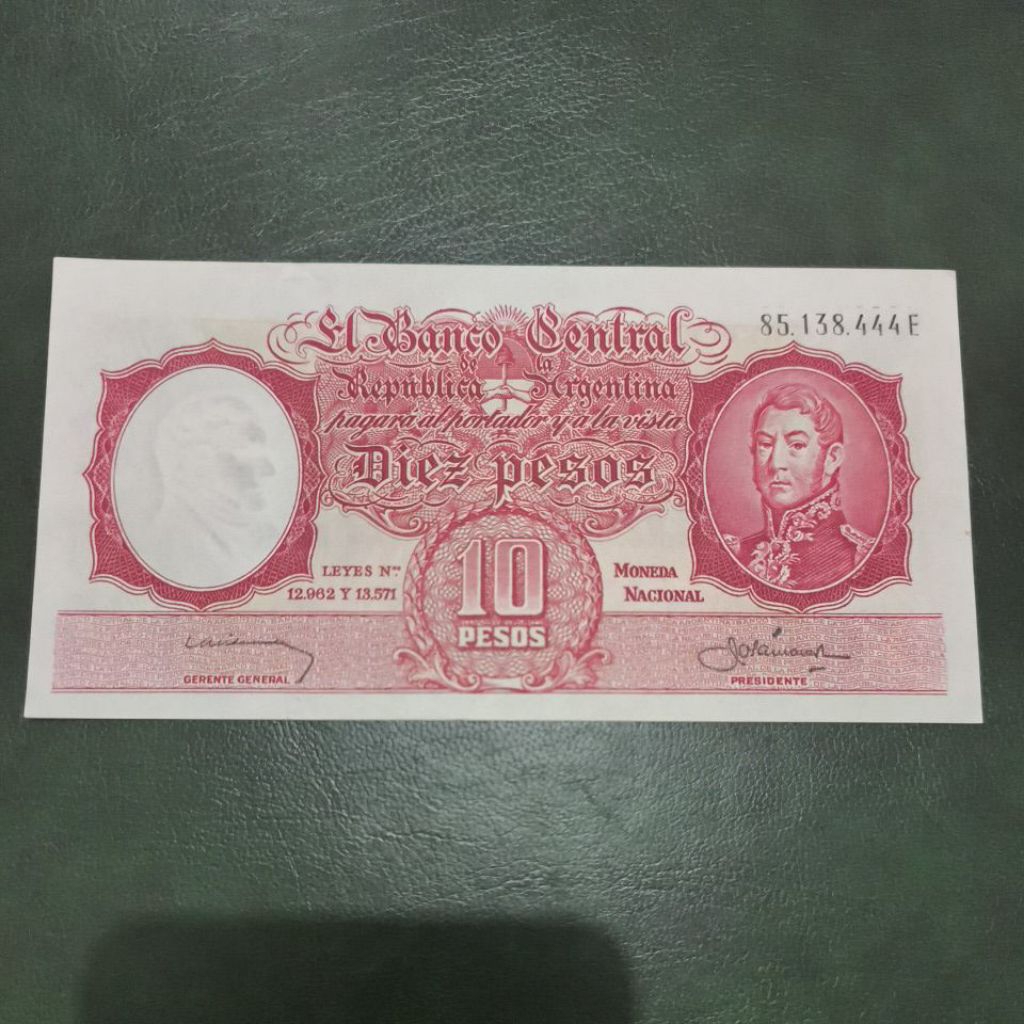 85.138.444 E
El Banco Central
de la
República Argentina
pagará al portador y a la vista
Diez pesos
LEYES Nros
12.962 Y 13.571
10
PESOS
MONEDA
NACIONAL
GERENTE GENERAL
PRESIDENTE